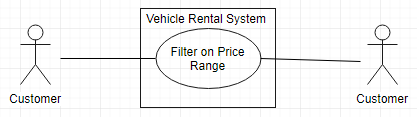 Vehicle Rental System
Filter on Price
Range
Customer
Customer